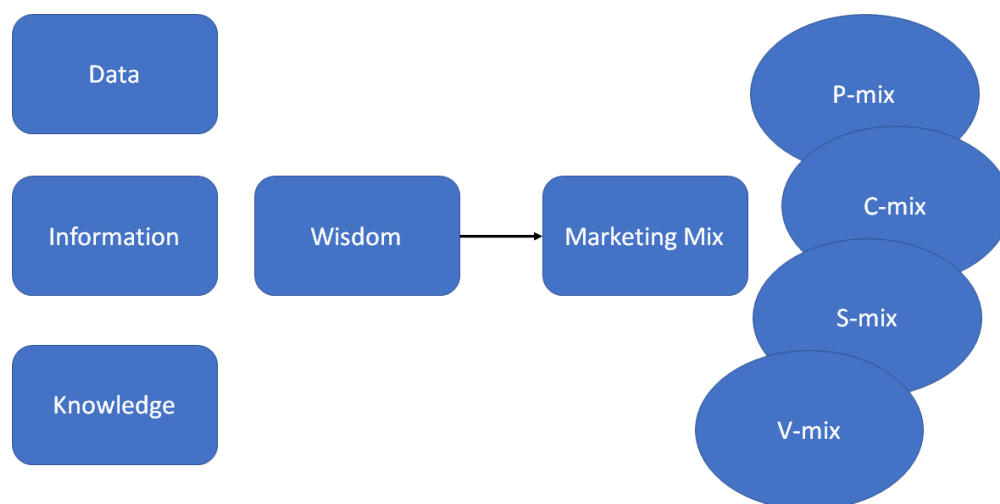 Data
Information
Knowledge
Wisdom
Marketing Mix
P-mix
C-mix
S-mix
V-mix